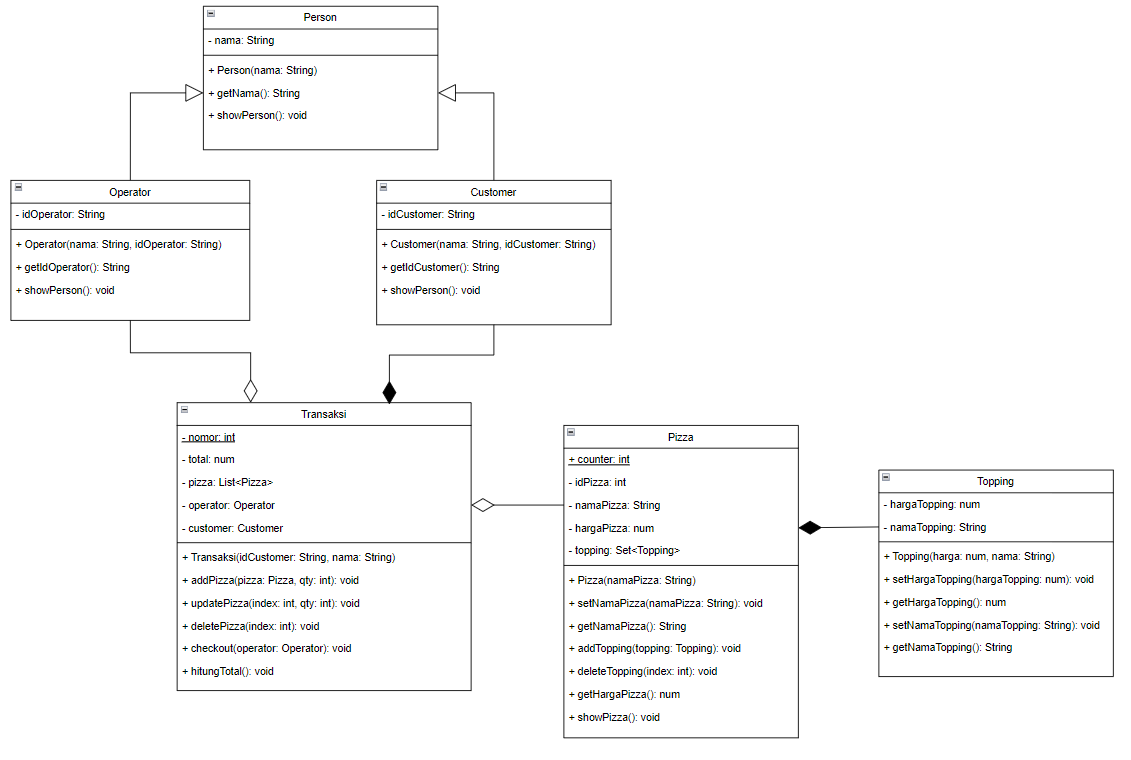 Person
- nama: String
+ Person(nama: String)
+ getNama(): String
+ showPerson(): void
Operator
- idOperator: String
+ Operator(nama: String, idOperator: String)
+ getIdOperator(): String
+ showPerson(): void
Customer
- idCustomer: String
+ Customer(nama: String, idCustomer: String)
+ getIdCustomer(): String
+ showPerson(): void
Transaksi
- nomor: int
- total: num
- pizza: List<Pizza>
- operator: Operator
- customer: Customer
+ Transaksi(idCustomer: String, nama: String)
+ addPizza(pizza: Pizza, qty: int): void
+ updatePizza(index: int, qty: int): void
+ deletePizza(index: int): void
+ checkout(operator: Operator): void
+ hitungTotal(): void
Pizza
+ counter: int
- idPizza: int
- namaPizza: String
- hargaPizza: num
- topping: Set<Topping>
+ Pizza(namaPizza: String)
+ setNamaPizza(namaPizza: String): void
+ getNamaPizza(): String
+ addTopping(topping: Topping): void
+ deleteTopping(index: int): void
+ getHargaPizza(): num
+ showPizza(): void
Topping
- hargaTopping: num
- namaTopping: String
+ Topping(harga: num, nama: String)
+ setHargaTopping(hargaTopping: num): void
+ getHargaTopping(): num
+ setNamaTopping(namaTopping: String): void
+ getNamaTopping(): String